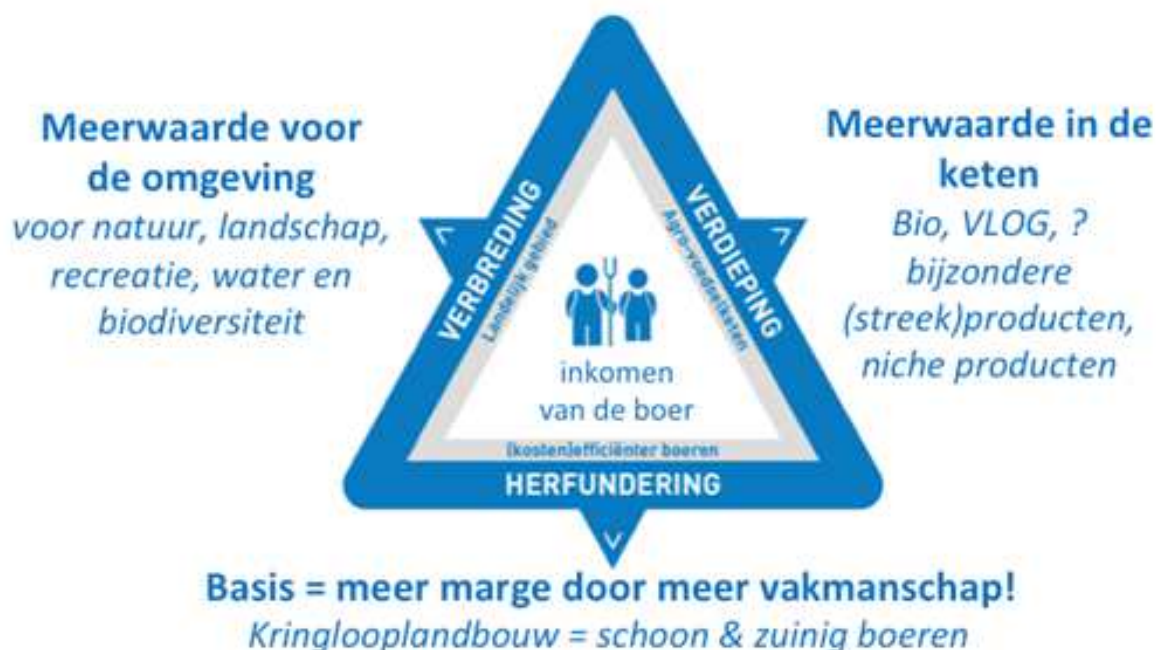 Meerwaarde voor
de omgeving
voor natuur, landschap,
recreatie, water en
biodiversiteit
VERBREDING
Landelijk gebied
VERDIEPING
Agro-voedselketen
Meerwaarde in de
keten
Bio, VLOG, ?
bijzondere
(streek)producten,
niche producten
inkomen
van de boer
(kosten)efficiënter boeren
HERFUNDERING
Basis = meer marge door meer vakmanschap!
Kringlooplandbouw = schoon & zuinig boeren